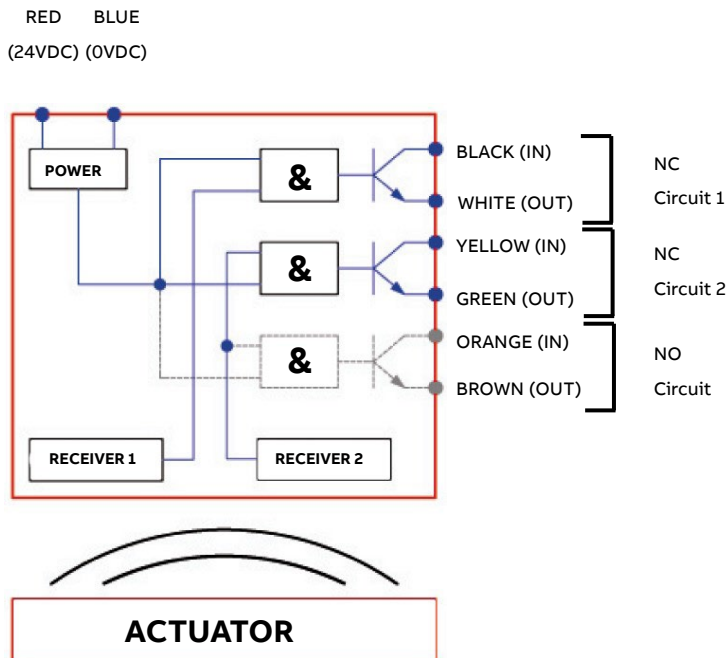 RED BLUE
(24VDC) (0VDC)
POWER
&
BLACK (IN)
WHITE (OUT)
NC
Circuit 1
&
YELLOW (IN)
GREEN (OUT)
NC
Circuit 2
&
ORANGE (IN)
BROWN (OUT)
NO
Circuit
RECEIVER 1
RECEIVER 2
ACTUATOR